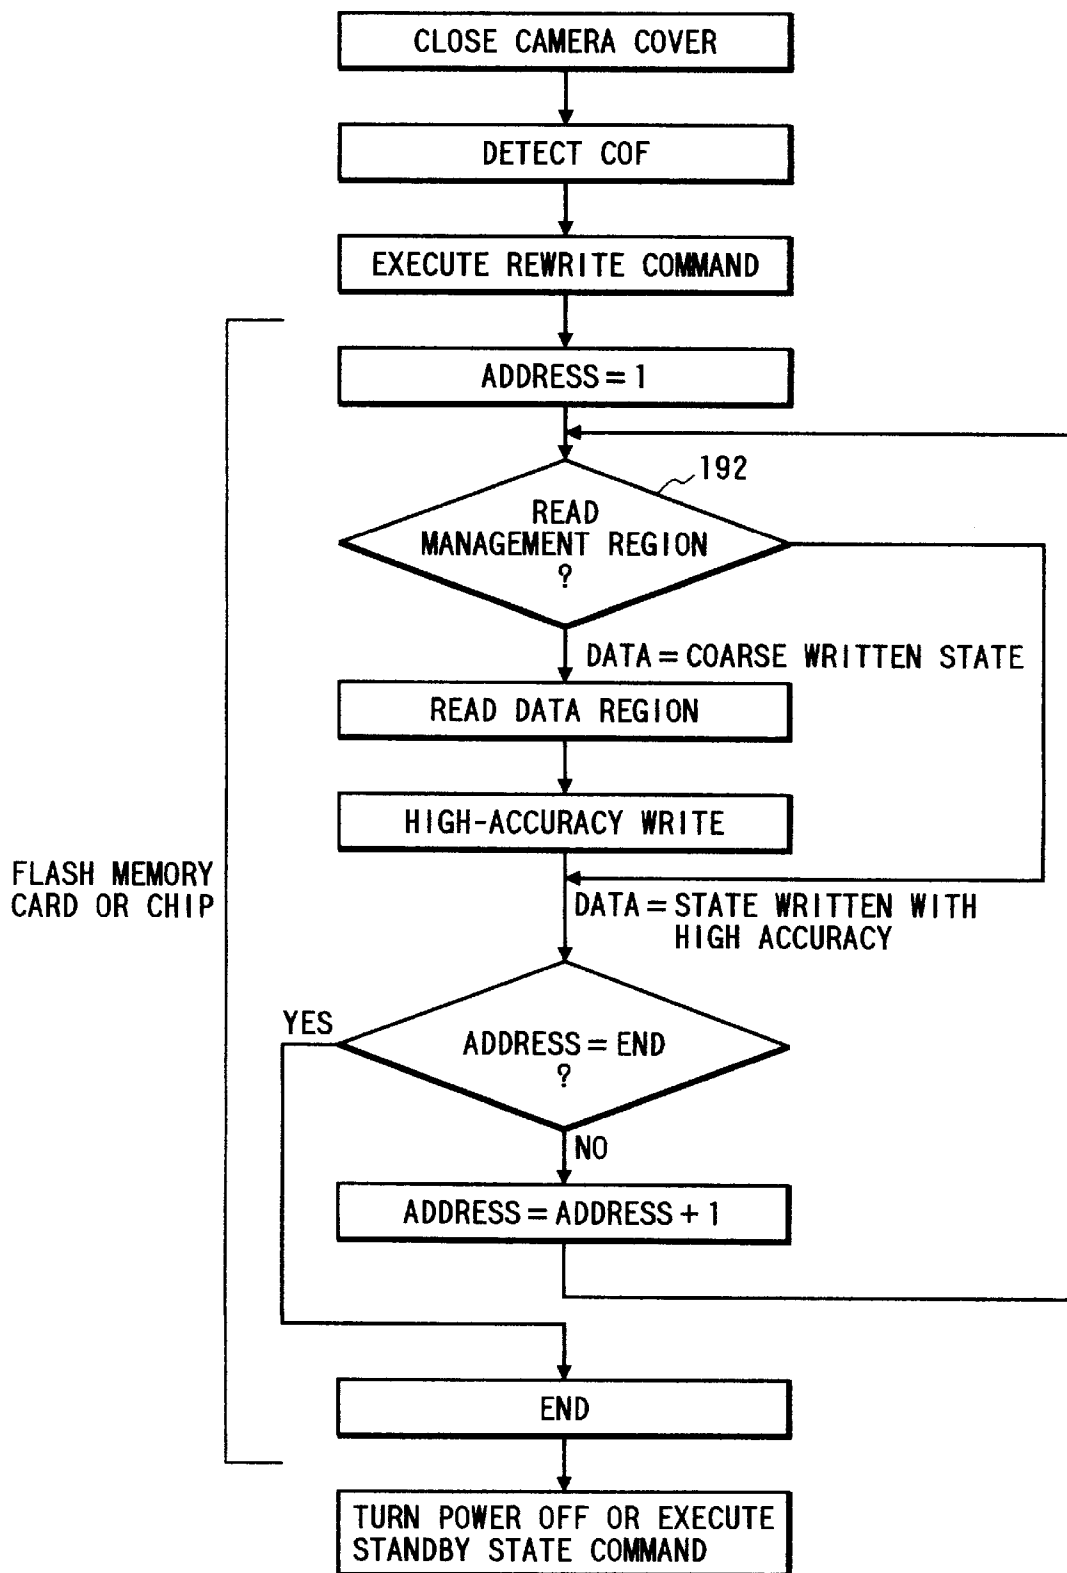 CLOSE CAMERA COVER
DETECT COF
EXECUTE REWRITE COMMAND
ADDRESS = 1
192
READ
MANAGEMENT REGION
?
DATA = COARSE WRITTEN STATE
READ DATA REGION
HIGH-ACCURACY WRITE
FLASH MEMORY
CARD OR CHIP
DATA = STATE WRITTEN WITH
HIGH ACCURACY
YES
ADDRESS = END
?
NO
ADDRESS = ADDRESS + 1
END
TURN POWER OFF OR EXECUTE
STANDBY STATE COMMAND